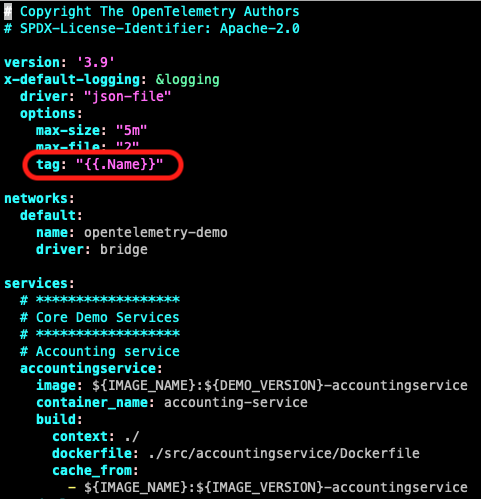 # Copyright The OpenTelemetry Authors
# SPDX-License-Identifier: Apache-2.0

version: '3.9'
x-default-logging: &logging
  driver: "json-file"
  options:
    max-size: "5m"
    max-file: "2"
    tag: "{{.Name}}"

networks:
  default:
    name: opentelemetry-demo
    driver: bridge

services:
  # ******************
  # Core Demo Services
  # ******************
  # Accounting service
  accountingservice:
    image: ${IMAGE_NAME}:${DEMO_VERSION}-accountingservice
    container_name: accounting-service
    build:
      context: ./
      dockerfile: ./src/accountingservice/Dockerfile
      cache_from:
        - ${IMAGE_NAME}:${IMAGE_VERSION}-accountingservice